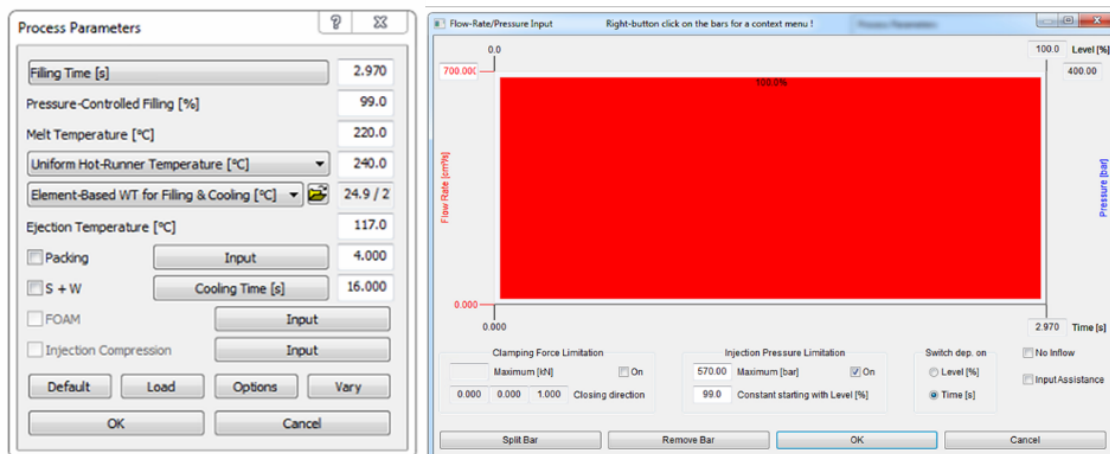 Process Parameters
Filling Time [s] 2.970
Pressure-Controlled Filling [%] 99.0
Melt Temperature [°C] 220.0
Uniform Hot-Runner Temperature [°C] 240.0
Element-Based WT for Filling & Cooling [°C] 24.9 / 2
Ejection Temperature [°C] 117.0
Packing Input 4.000
S + W Cooling Time [s] 16.000
FOAM Input
Injection Compression Input
Default Load Options Vary
OK Cancel
Flow-Rate/Pressure Input Right-button click on the bars for a context menu ! Process Parameters
0.0 100.0 Level [%]
700.000 400.00
100.0%
Flow Rate [cm³/s]
Pressure [bar]
0.000
0.000 2.970 Time [s]
Clamping Force Limitation Injection Pressure Limitation Switch dep. on No Inflow
Maximum [kN] On 570.00 Maximum [bar] On Level [%] Input Assistance
0.000 0.000 1.000 Closing direction 99.0 Constant starting with Level [%] Time [s]
Split Bar Remove Bar OK Cancel